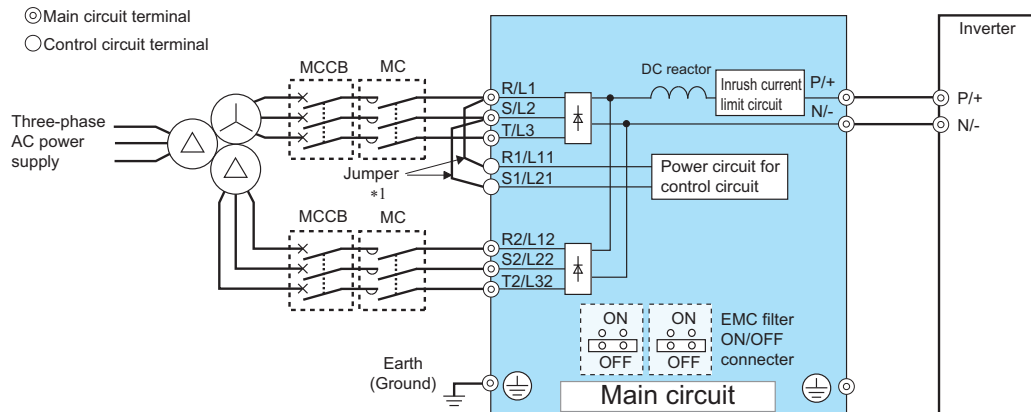 Main circuit terminal
Control circuit terminal
Inverter
MCCB
MC
DC reactor
Inrush current
limit circuit
P/+
N/-
P/+
N/-
R/L1
S/L2
T/L3
Three-phase
AC power
supply
Jumper
*1
R1/L11
S1/L21
Power circuit for
control circuit
MCCB
MC
R2/L12
S2/L22
T2/L32
ON
OFF
ON
OFF
EMC filter
ON/OFF
connecter
Earth
(Ground)
Main circuit